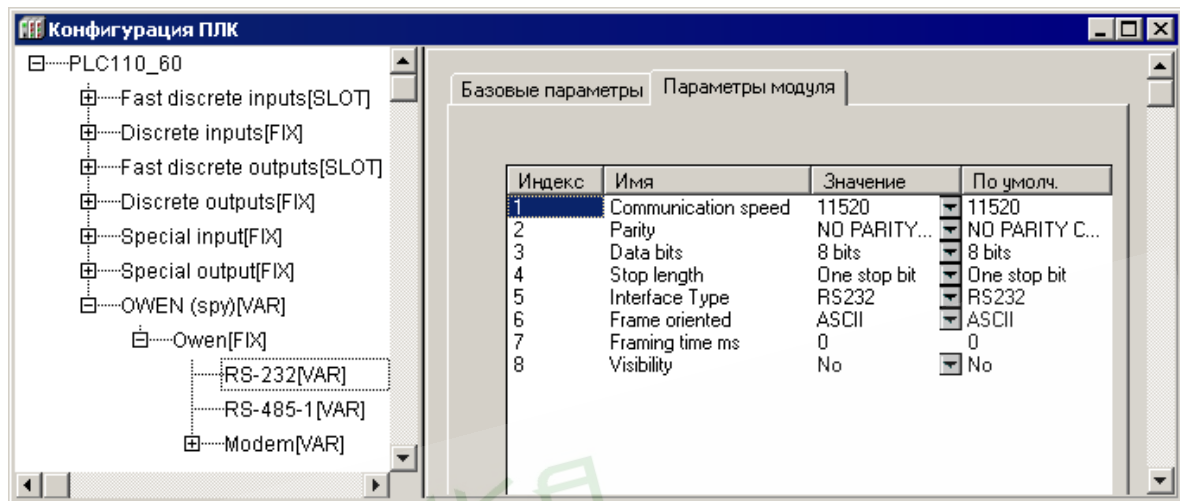 Конфигурация ПЛК
PLC110_60
Fast discrete inputs[SLOT]
Discrete inputs[FIX]
Fast discrete outputs[SLOT]
Discrete outputs[FIX]
Special input[FIX]
Special output[FIX]
OWEN (spy)[VAR]
Owen[FIX]
RS-232[VAR]
RS-485-1[VAR]
Modem[VAR]
Базовые параметры Параметры модуля
Индекс Имя Значение По умолч.
1 Communication speed 11520 11520
2 Parity NO PARITY... NO PARITY C...
3 Data bits 8 bits 8 bits
4 Stop length One stop bit One stop bit
5 Interface Type RS232 RS232
6 Frame oriented ASCII ASCII
7 Framing time ms 0 0
8 Visibility No No